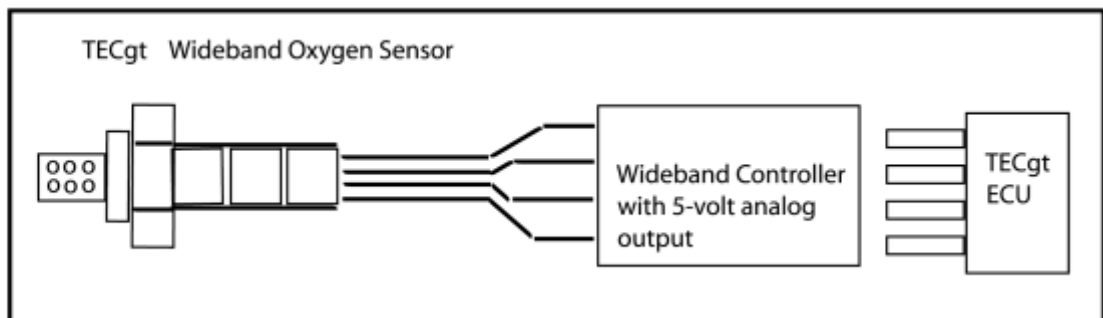 TECgt Wideband Oxygen Sensor
Wideband Controller
with 5-volt analog
output
TECgt
ECU